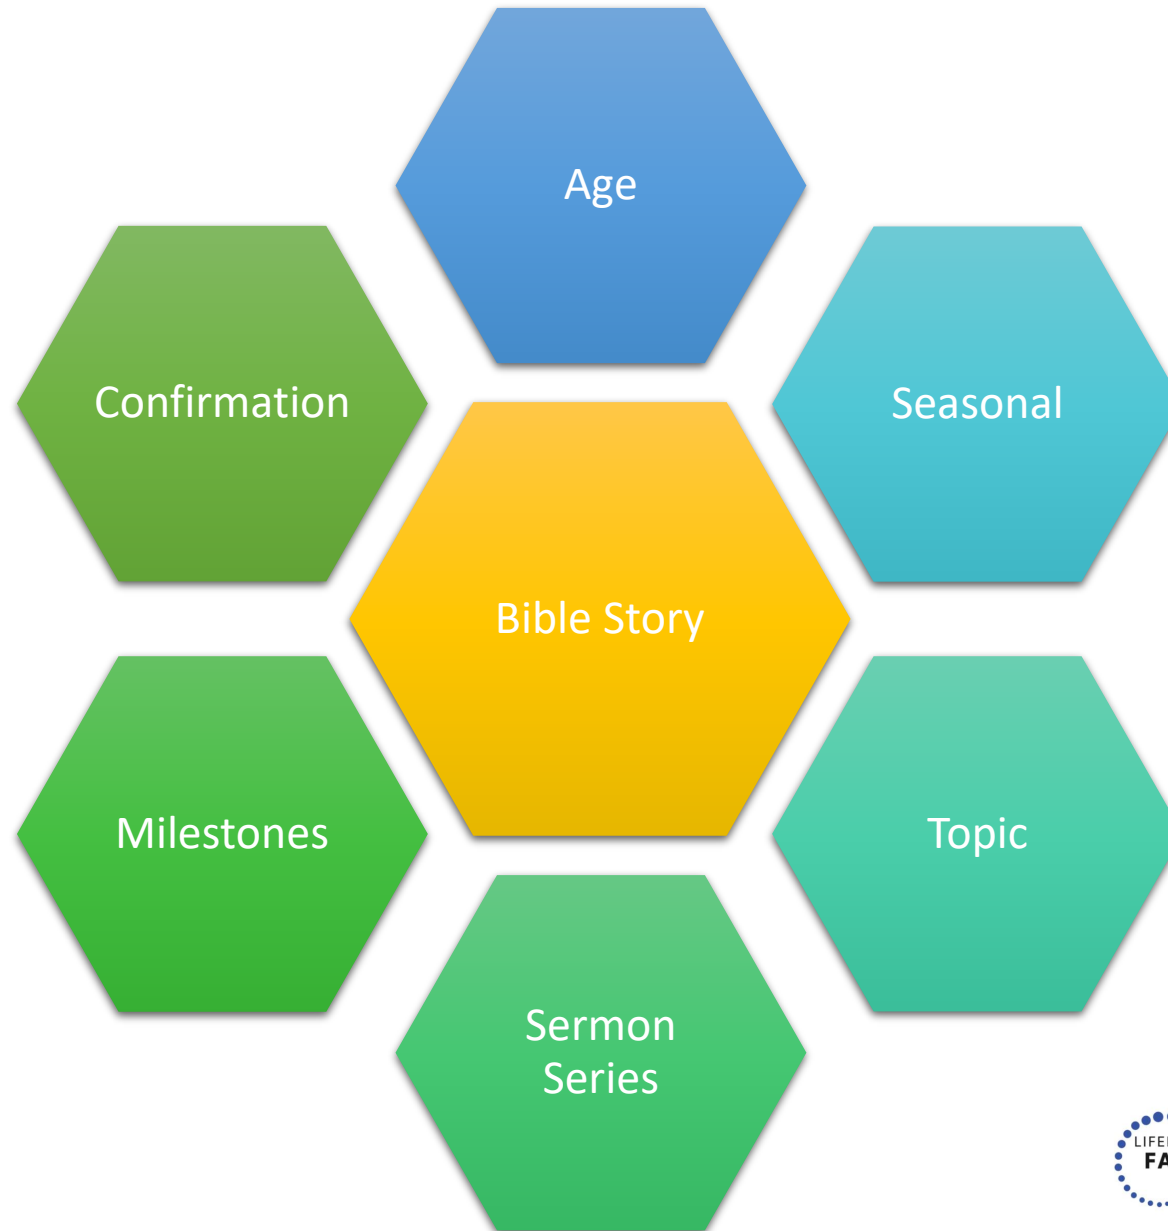 Age
Confirmation
Seasonal
Bible Story
Milestones
Topic
Sermon
Series